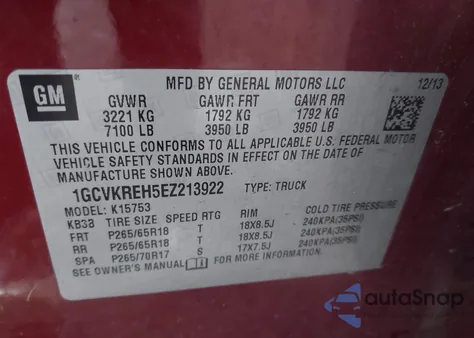 GM
MFD BY GENERAL MOTORS LLC 12/13
GVWR GAWR FRT GAWR RR
3221 KG 1792 KG 1792 KG
7100 LB 3950 LB 3950 LB
THIS VEHICLE CONFORMS TO ALL APPLICABLE U.S. FEDERAL MOTOR
VEHICLE SAFETY STANDARDS IN EFFECT ON THE DATE OF
MANUFACTURE SHOWN ABOVE.
1GCVKREH5EZ213922 TYPE: TRUCK
MODEL: K15753
KB3B TIRE SIZE SPEED RTG RIM COLD TIRE PRESSURE
FRT P265/65R18 T 18X8.5J 240KPA(35PSI)
RR P265/65R18 T 18X8.5J 240KPA(35PSI)
SPA P265/70R17 S 17X7.5J 240KPA(35PSI)
SEE OWNER'S MANUAL FOR MORE INFORMATION.
autoSnap